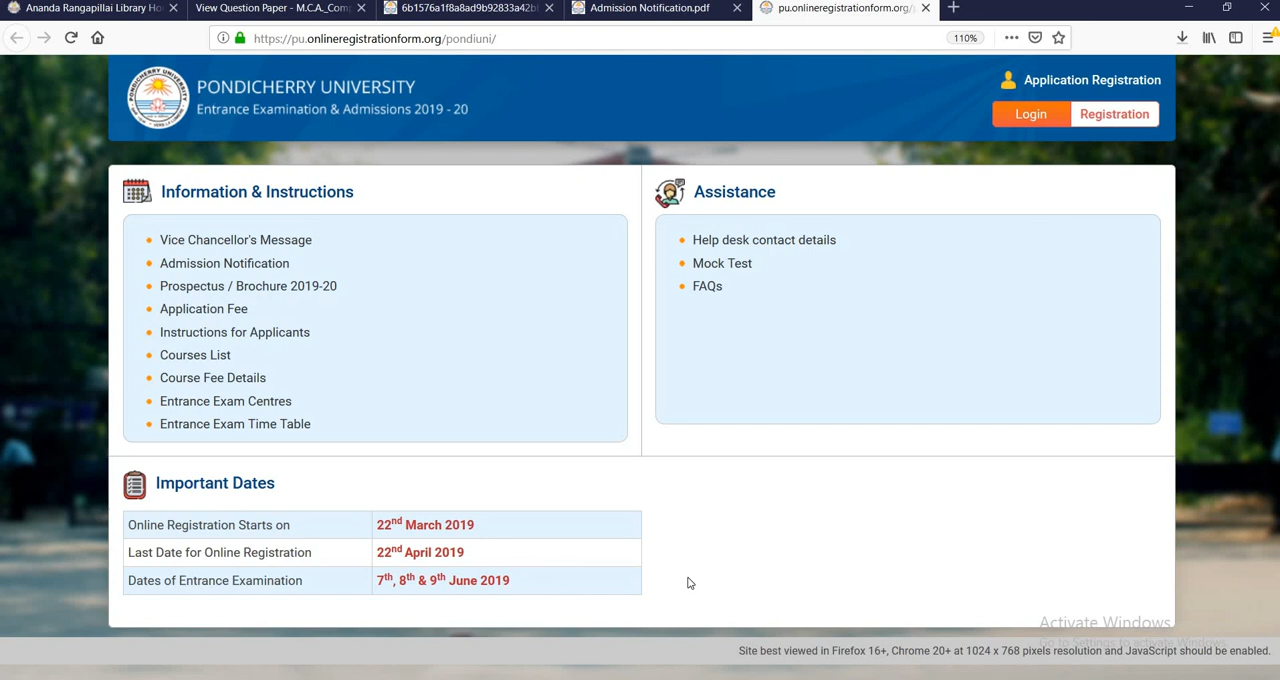 Ananda Rangapillai Library Ho
View Question Paper - M.C.A._Com
6b1576a1f8a8ad9b92833a42b
Admission Notification.pdf
pu.onlineregistrationform.org/
https://pu.onlineregistrationform.org/pondiuni/
110%
PONDICHERRY UNIVERSITY
Entrance Examination & Admissions 2019 - 20
Application Registration
Login
Registration
Information & Instructions
• Vice Chancellor's Message
• Admission Notification
• Prospectus / Brochure 2019-20
• Application Fee
• Instructions for Applicants
• Courses List
• Course Fee Details
• Entrance Exam Centres
• Entrance Exam Time Table
Assistance
• Help desk contact details
• Mock Test
• FAQs
Important Dates
Online Registration Starts on 22nd March 2019
Last Date for Online Registration 22nd April 2019
Dates of Entrance Examination 7th, 8th & 9th June 2019
Activate Windows
Go to Settings to activate Windows.
Site best viewed in Firefox 16+, Chrome 20+ at 1024 x 768 pixels resolution and JavaScript should be enabled.